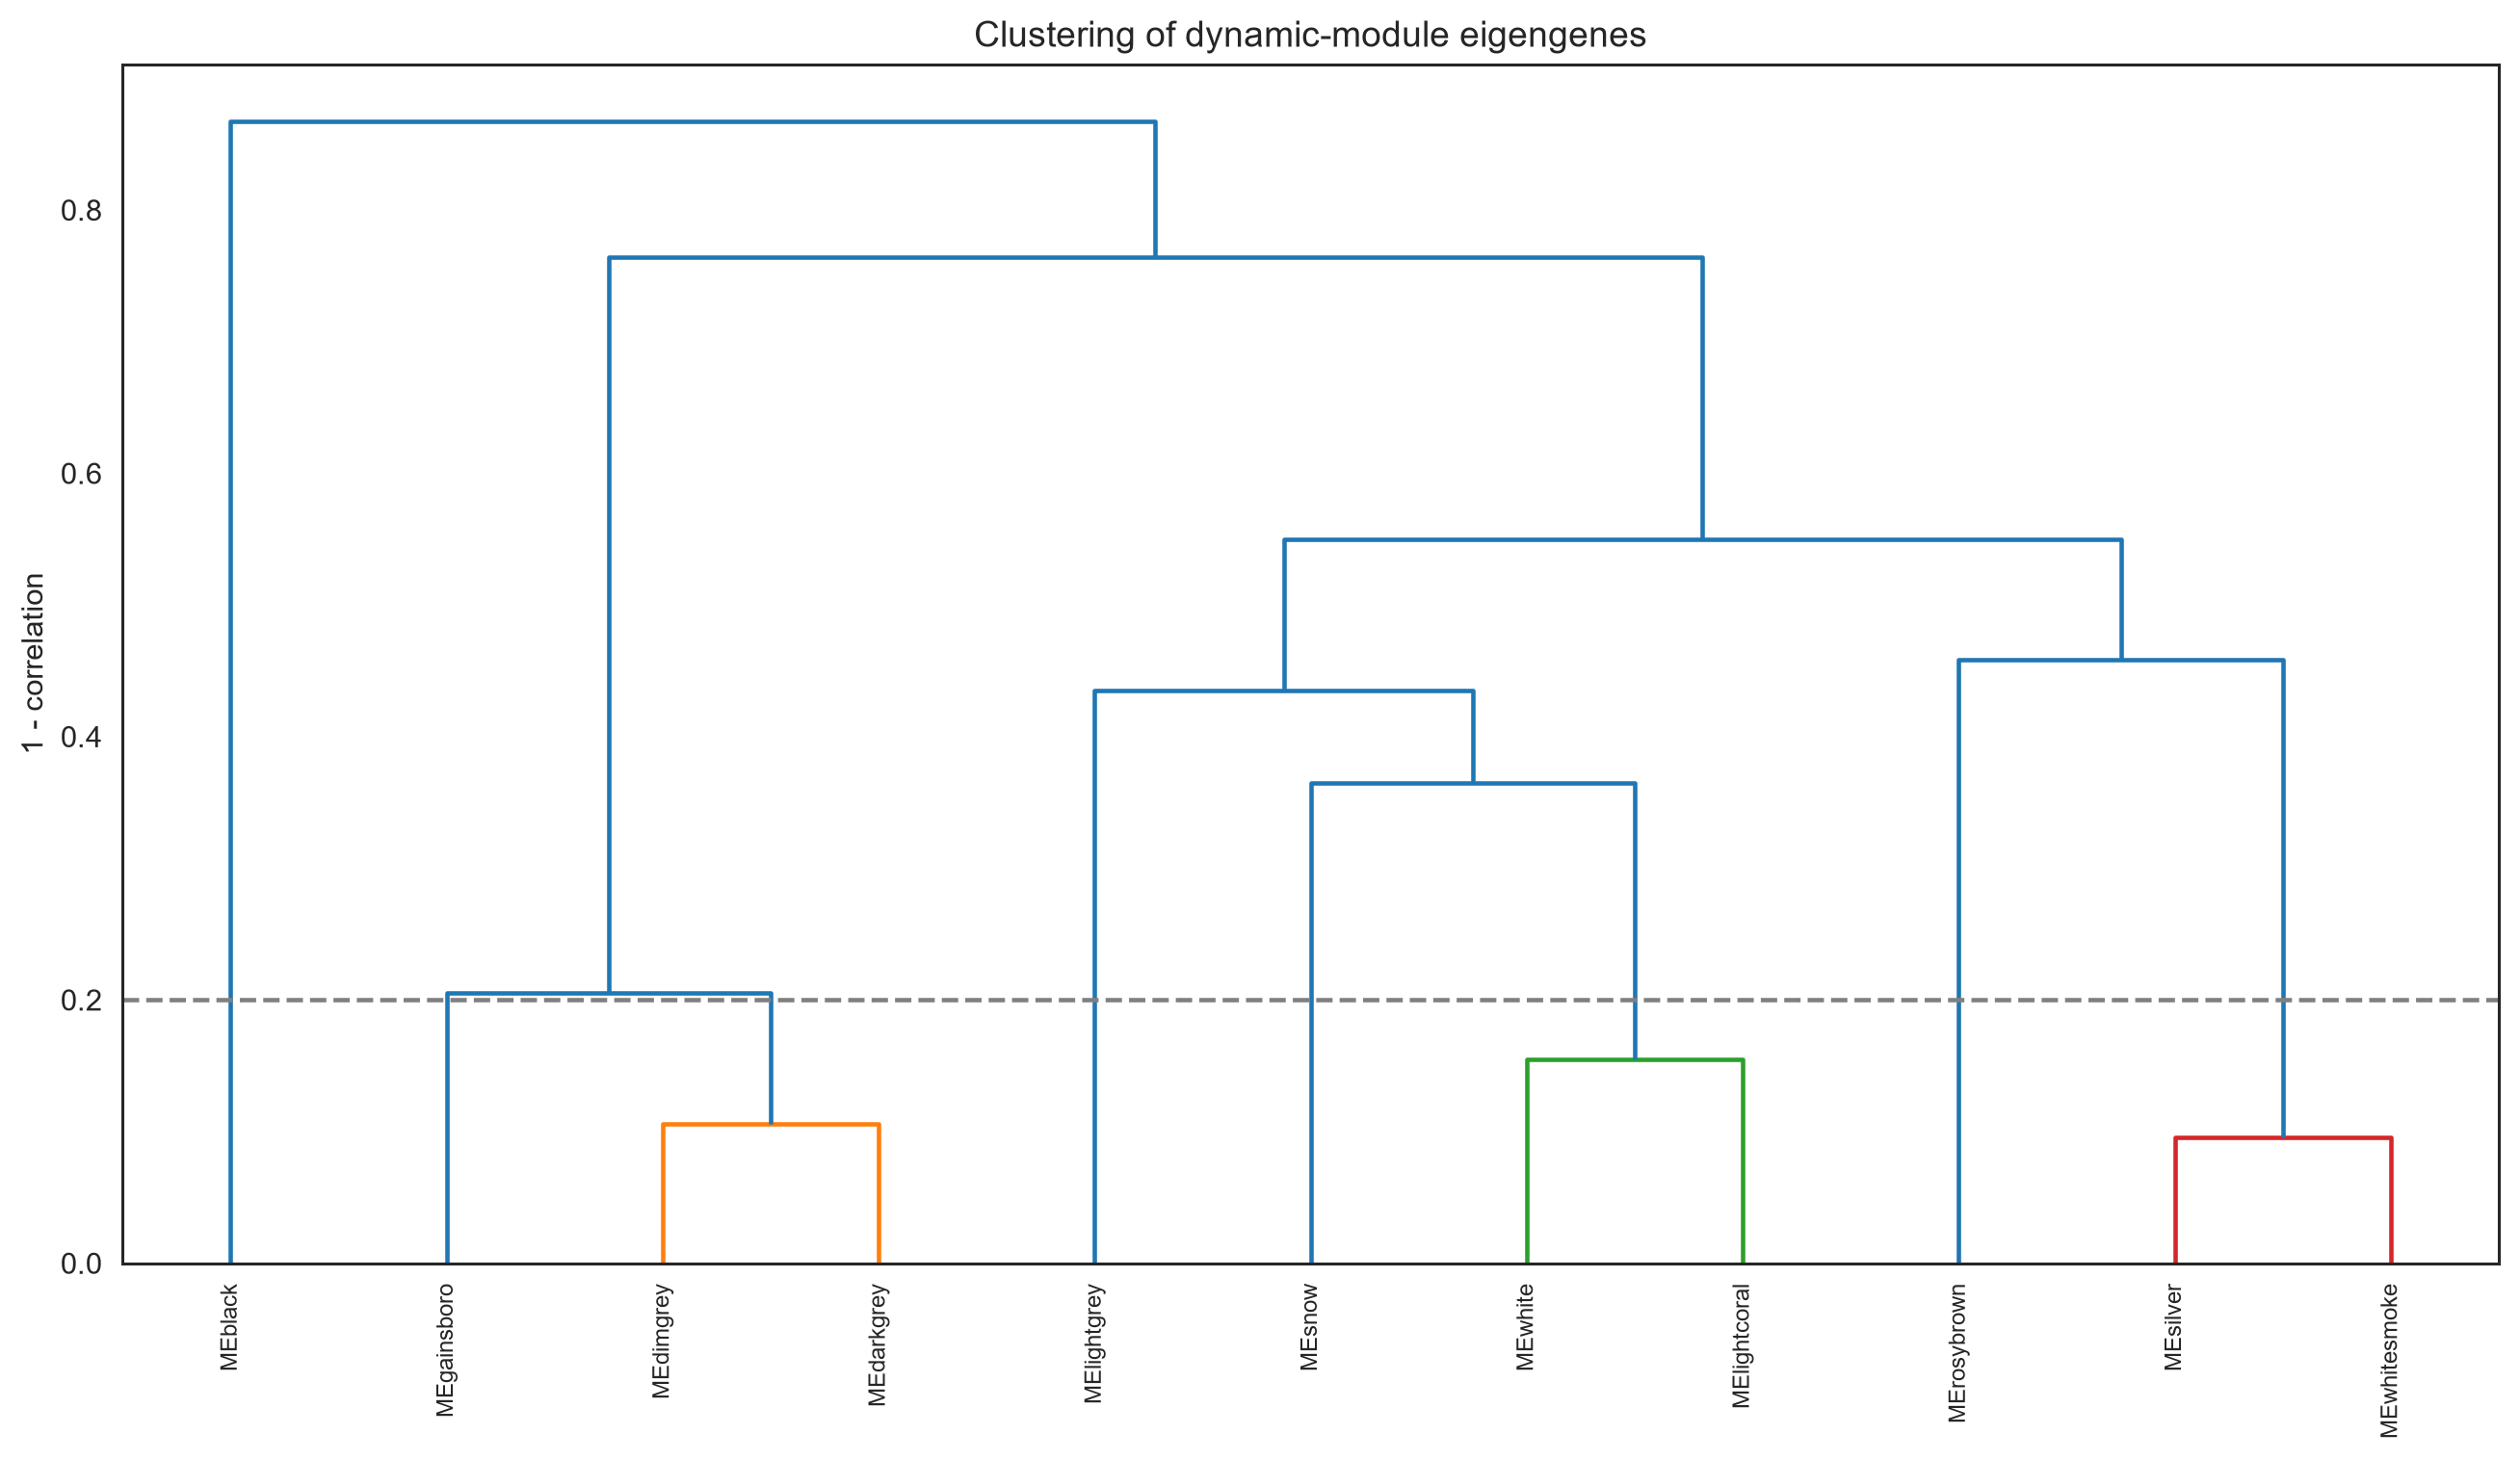 Clustering of dynamic-module eigengenes
1 - correlation
0.8
0.6
0.4
0.2
0.0
MEblack
MEgainsboro
MEdimgrey
MEdarkgrey
MElightgrey
MEsnow
MEwhite
MElightcoral
MErosybrown
MEsilver
MEwhitesmoke